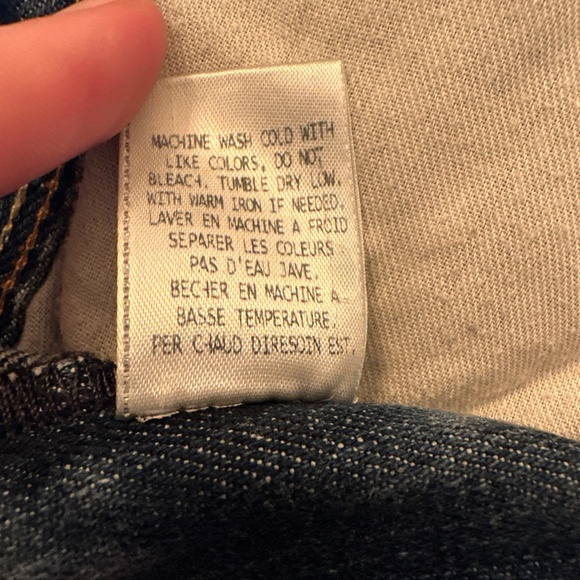 MACHINE WASH COLD WITH
LIKE COLORS, DO NOT
BLEACH. TUMBLE DRY LOW.
WITH WARM IRON IF NEEDED.
LAVER EN MACHINE A FROID
SEPARER LES COLEURS
PAS D'EAU JAVE.
BECHER EN MACHINE A
BASSE TEMPERATURE.
PER CHAUD DIRESOIN EST.